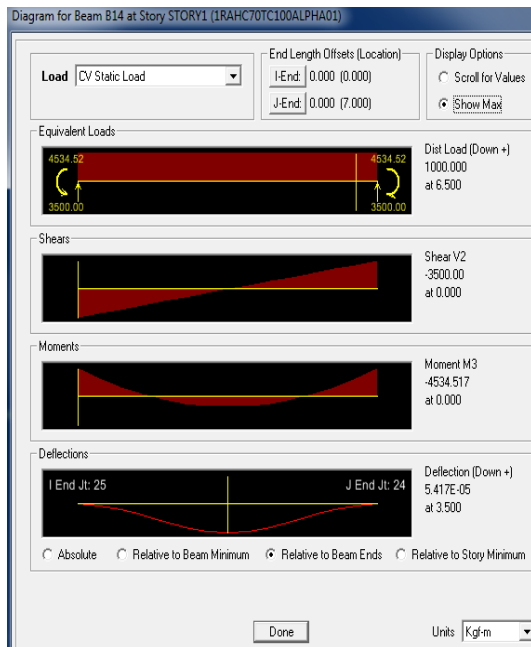 Diagram for Beam B14 at Story STORY1 (1RAHC70TC100ALPHA01)
Load CV Static Load
End Length Offsets (Location)
I-End: 0.000 (0.000)
J-End: 0.000 (7.000)
Display Options
Scroll for Values
Show Max
Equivalent Loads
4534.52 4534.52
3500.00 3500.00
Dist Load (Down +)
1000.000
at 6.500
Shears
Shear V2
-3500.00
at 0.000
Moments
Moment M3
-4534.517
at 0.000
Deflections
I End Jt: 25 J End Jt: 24
Deflection (Down +)
5.417E-05
at 3.500
Absolute Relative to Beam Minimum Relative to Beam Ends Relative to Story Minimum
Done
Units Kgf-m